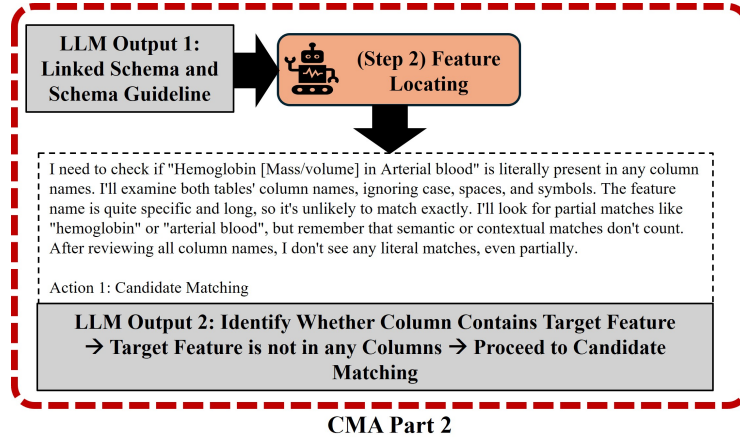 LLM Output 1:
Linked Schema and
Schema Guideline
(Step 2) Feature
Locating
I need to check if "Hemoglobin [Mass/volume] in Arterial blood" is literally present in any column
names. I'll examine both tables' column names, ignoring case, spaces, and symbols. The feature
name is quite specific and long, so it's unlikely to match exactly. I'll look for partial matches like
"hemoglobin" or "arterial blood", but remember that semantic or contextual matches don't count.
After reviewing all column names, I don't see any literal matches, even partially.
Action 1: Candidate Matching
LLM Output 2: Identify Whether Column Contains Target Feature
→ Target Feature is not in any Columns → Proceed to Candidate
Matching
CMA Part 2